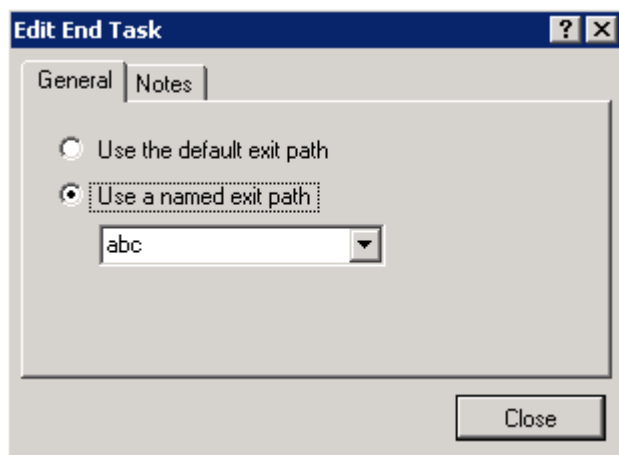 Edit End Task
General Notes
Use the default exit path
Use a named exit path
abc
Close